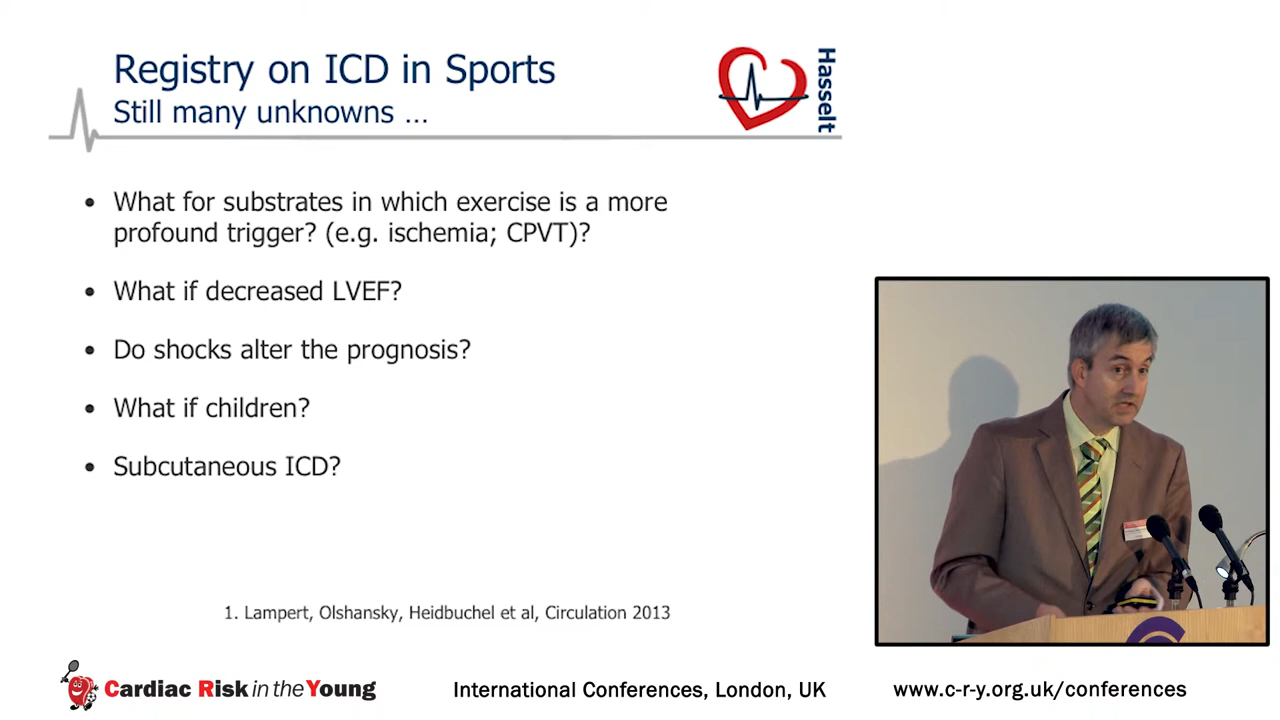 Registry on ICD in Sports
Still many unknowns ...
Hasselt
• What for substrates in which exercise is a more
profound trigger? (e.g. ischemia; CPVT)?
• What if decreased LVEF?
• Do shocks alter the prognosis?
• What if children?
• Subcutaneous ICD?
1. Lampert, Olshansky, Heidbuchel et al, Circulation 2013
Cardiac Risk in the Young
International Conferences, London, UK
www.c-r-y.org.uk/conferences